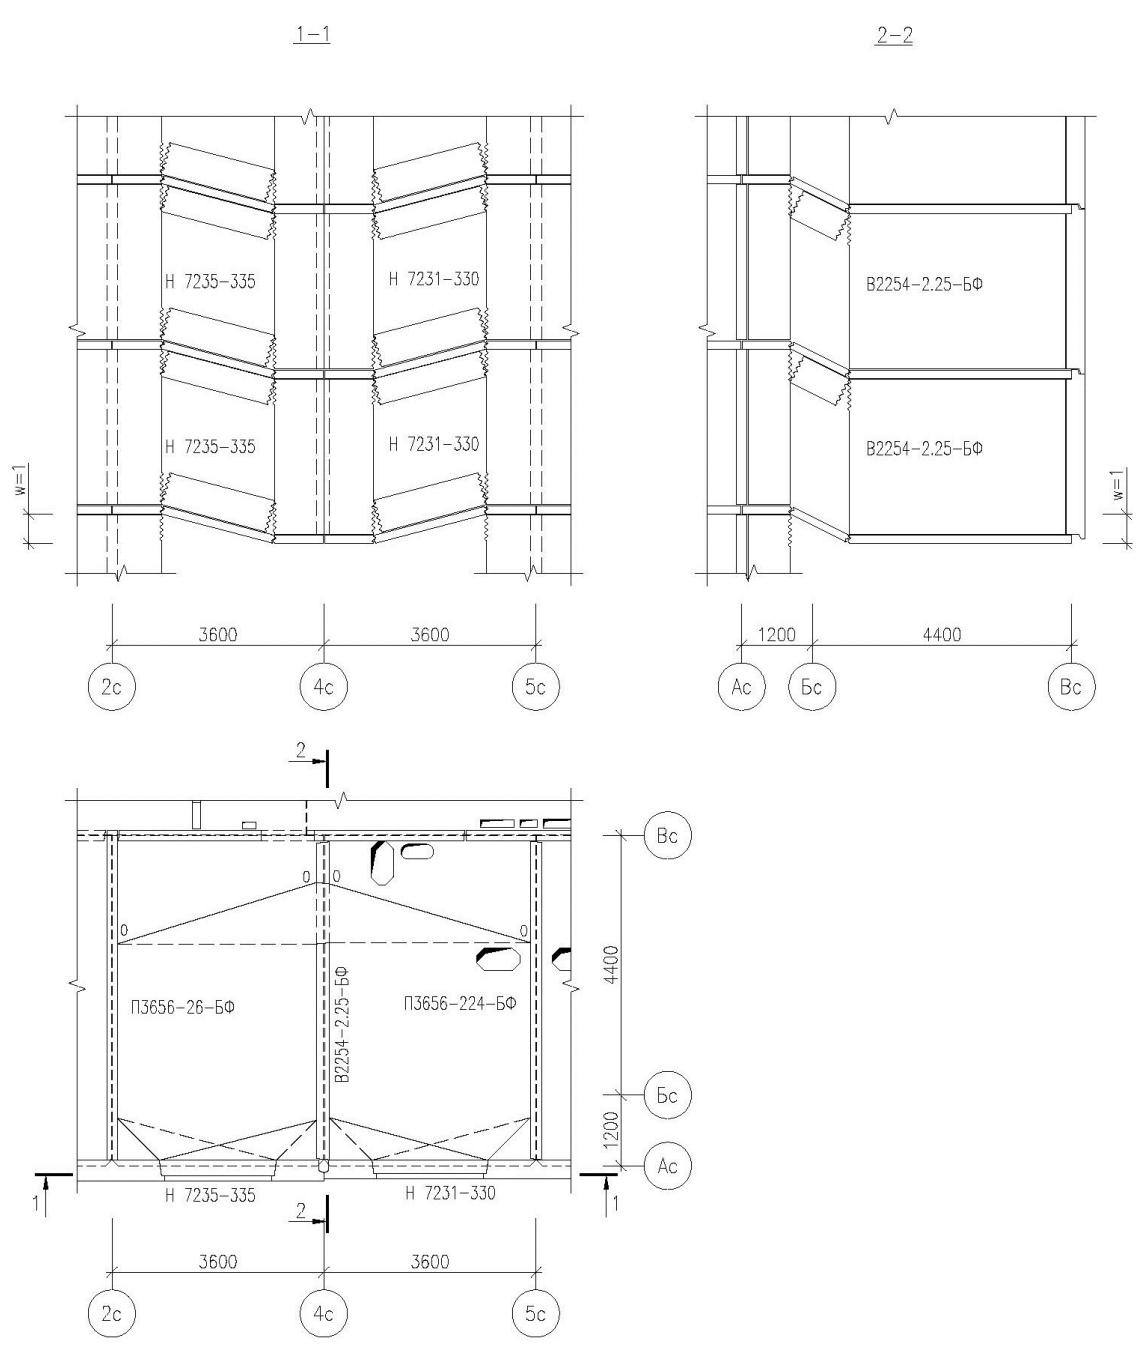 1-1
2-2
Н 7235-335
Н 7231-330
В2254-2.25-БФ
Н 7235-335
Н 7231-330
В2254-2.25-БФ
w=1
w=1
3600
3600
1200
4400
2с
4с
5с
Ас
Бс
Вс
2
Вс
0
0
0
0
4400
П3656-26-БФ
В2254-2.25-БФ
П3656-224-БФ
Бс
1200
Ас
1
Н 7235-335
Н 7231-330
1
2
3600
3600
2с
4с
5с